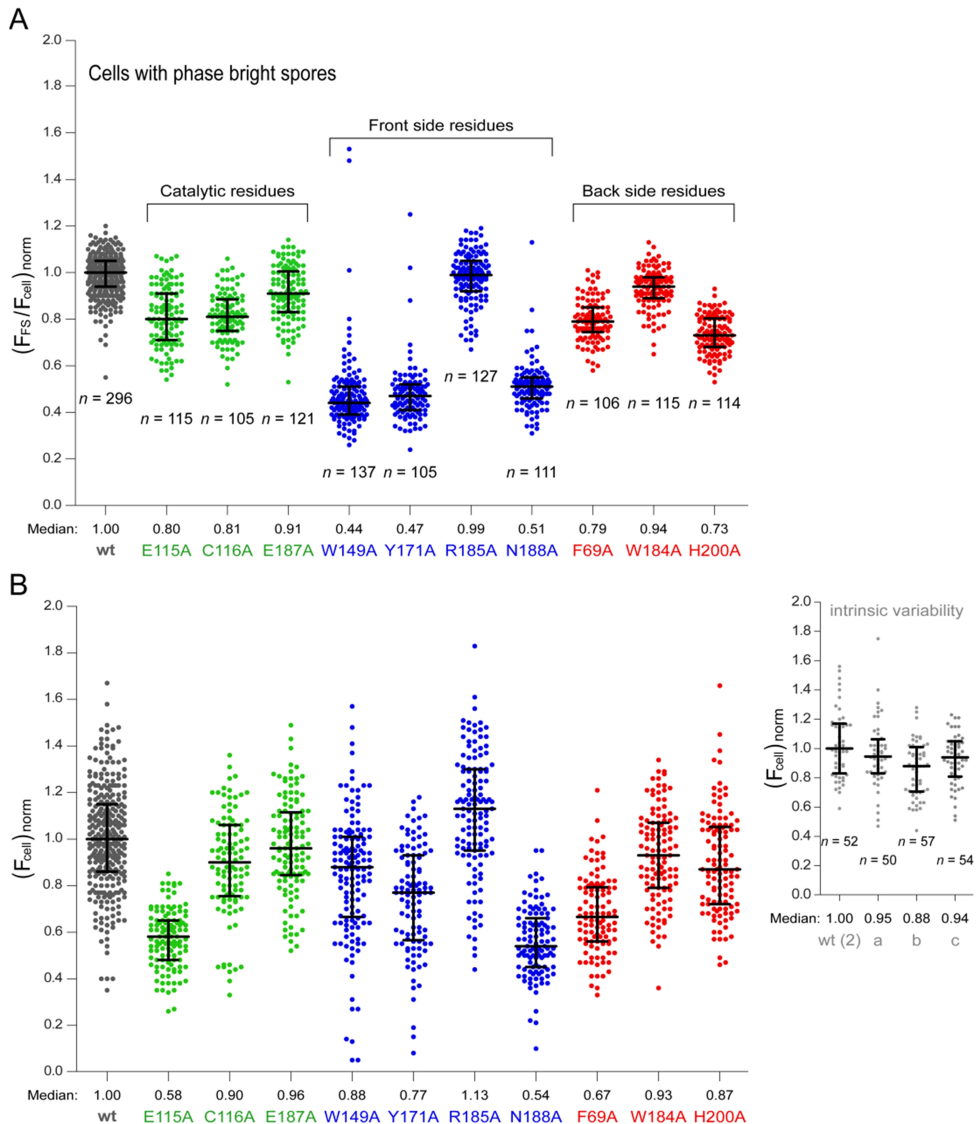 A
Cells with phase bright spores
Front side residues
Catalytic residues
Back side residues
(FFS/Fcell)norm
2.0
1.8
1.6
1.4
1.2
1.0
0.8
0.6
0.4
0.2
0.0
n = 296
n = 115
n = 105
n = 121
n = 137
n = 105
n = 127
n = 111
n = 106
n = 115
n = 114
Median: 1.00 0.80 0.81 0.91 0.44 0.47 0.99 0.51 0.79 0.94 0.73
wt E115A C116A E187A W149A Y171A R185A N188A F69A W184A H200A
B
(Fcell)norm
2.0
1.8
1.6
1.4
1.2
1.0
0.8
0.6
0.4
0.2
0.0
Median: 1.00 0.58 0.90 0.96 0.88 0.77 1.13 0.54 0.67 0.93 0.87
wt E115A C116A E187A W149A Y171A R185A N188A F69A W184A H200A
intrinsic variability
(Fcell)norm
2.0
1.8
1.6
1.4
1.2
1.0
0.8
0.6
0.4
0.2
0.0
n = 52
n = 50
n = 57
n = 54
Median: 1.00 0.95 0.88 0.94
wt (2) a b c